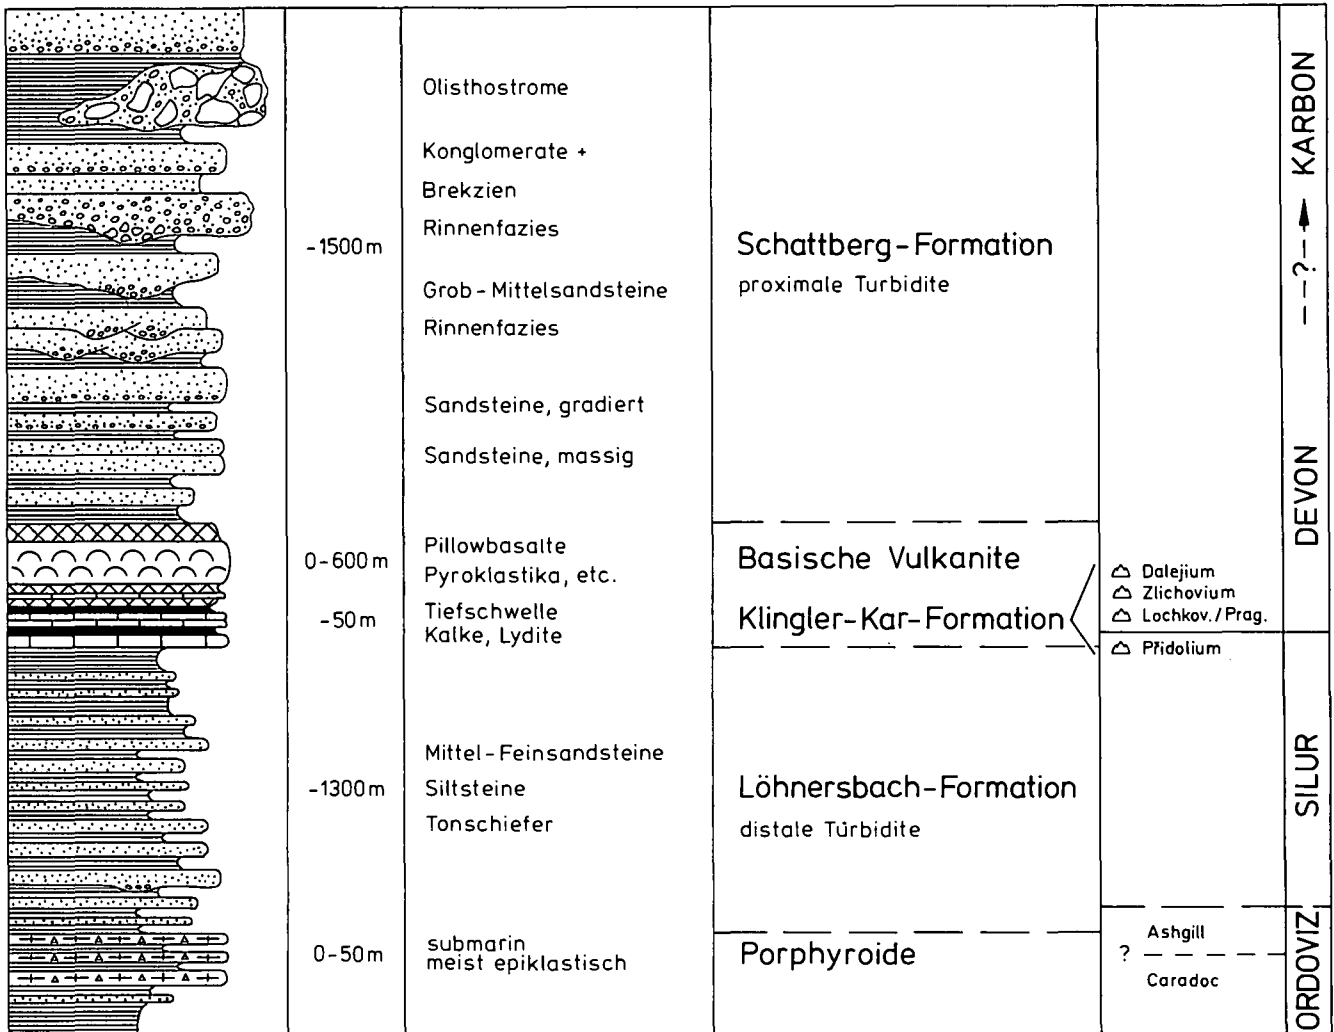 Olisthostrome
Konglomerate +
Brekzien
Rinnenfazies
-1500m
Schattberg-Formation
proximale Turbidite
Grob-Mittelsandsteine
Rinnenfazies
Sandsteine, gradiert
Sandsteine, massig
KARBON
--?-
DEVON
0-600m
Pillowbasalte
Pyroklastika, etc.
Basische Vulkanite
-50m
Tiefschwelle
Kalke, Lydite
Klingler-Kar-Formation
Dalejium
Zlichovium
Lochkov./Prag.
Přidolium
-1300m
Mittel-Feinsandsteine
Siltsteine
Tonschiefer
Löhnersbach-Formation
distale Türbidite
SILUR
0-50m
submarin
meist epiklastisch
Porphyroide
Ashgill
?
Caradoc
ORDOVIZ